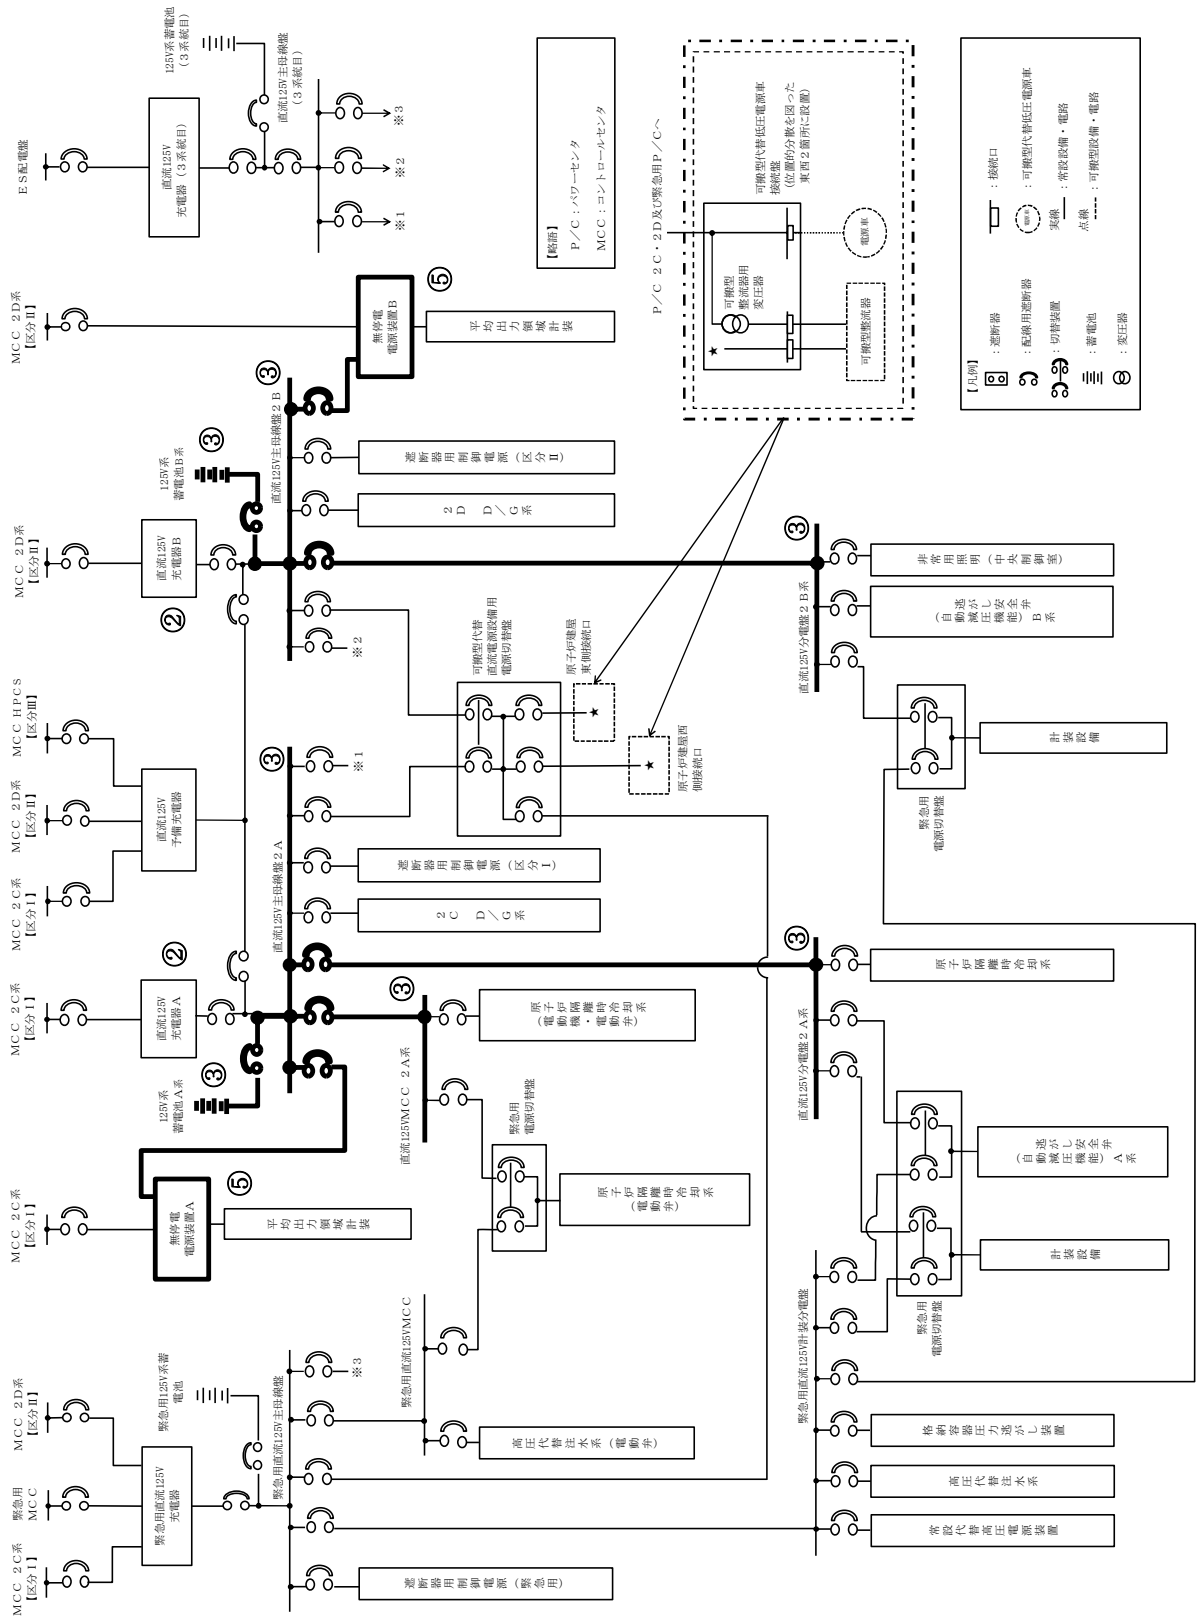 MCC 2C系
【区分Ⅰ】
緊急用
MCC
MCC 2D系
【区分Ⅱ】
緊急用直流125V
充電器
緊急用125V系蓄
電池
緊急用直流125V主母線盤
遮断器用制御電源(緊急用)
※3
緊急用直流125VMCC
高圧代替注水系(電動弁)
緊急用直流125V計装分電盤
常設代替高圧電源装置
高圧代替注水系
格納容器圧力逃がし装置
MCC 2C系
【区分Ⅰ】
無停電
電源装置A
⑤
平均出力領域計装
125V系
蓄電池A系
③
MCC 2C系
【区分Ⅰ】
直流125V
充電器A
②
直流125V主母線盤2A
③
2C D/G系
遮断器用制御電源(区分Ⅰ)
※1
直流125VMCC 2A系
③
原子炉隔離時冷却系
(電動機・電動弁)
緊急用
電源切替盤
原子炉隔離時冷却系
(電動弁)
直流125V分電盤2A系
③
原子炉隔離時冷却系
緊急用
電源切替盤
計装設備
逃がし安全弁
(自動減圧機能)A系
MCC 2C系
【区分Ⅰ】
MCC 2D系
【区分Ⅱ】
MCC HPCS
【区分Ⅲ】
直流125V
予備充電器
MCC 2D系
【区分Ⅱ】
直流125V
充電器B
②
125V系
蓄電池B系
③
直流125V主母線盤2B
③
※2
2D D/G系
遮断器用制御電源(区分Ⅱ)
可搬型代替
直流電源設備用
電源切替盤
原子炉建屋西
側接続口
★
原子炉建屋
東側接続口
★
直流125V分電盤2B系
③
非常用照明(中央制御室)
逃がし安全弁
(自動減圧機能)B系
緊急用
電源切替盤
計装設備
MCC 2D系
【区分Ⅱ】
無停電
電源装置B
⑤
平均出力領域計装
ES配電盤
直流125V
充電器(3系統目)
125V系蓄電池
(3系統目)
直流125V主母線盤
(3系統目)
※1
※2
※3
【略語】
P/C:パワーセンタ
MCC:コントロールセンタ
P/C 2C・2D及び緊急用P/Cへ
可搬型代替低圧電源車
接続盤
(位置的分散を図った
東西2箇所に設置)
可搬型
整流器用
変圧器
★
電源車
可搬型整流器
【凡例】
:遮断器
:配線用遮断器
:切替装置
:蓄電池
:変圧器
:接続口
電源車
:可搬型代替低圧電源車
実線
:常設設備・電路
点線
:可搬型設備・電路